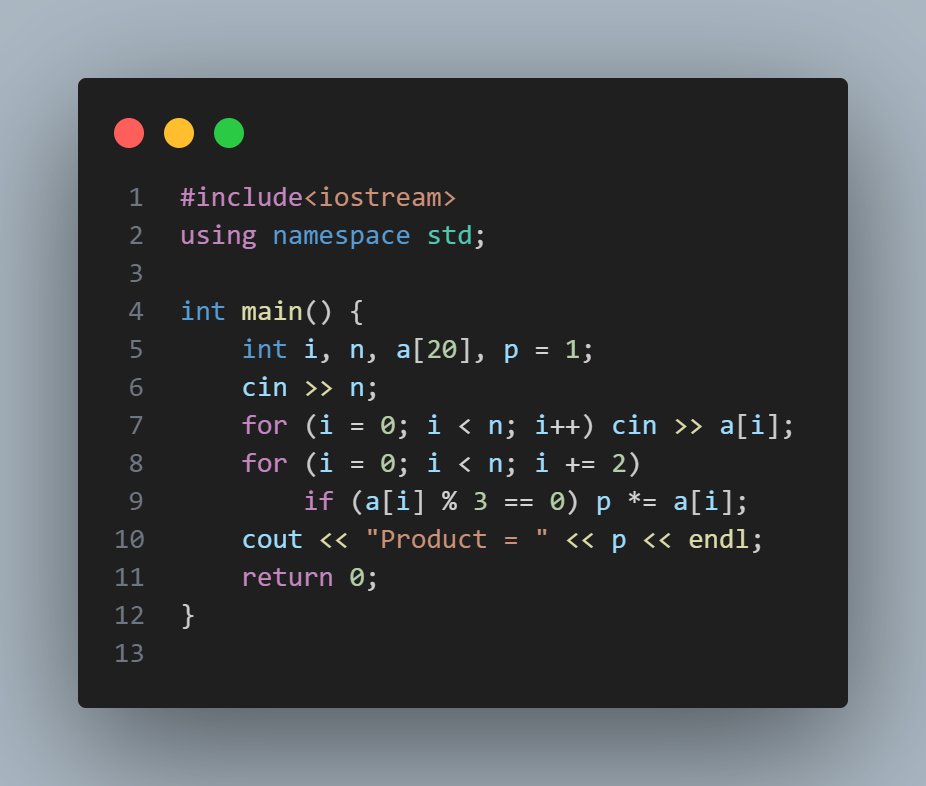 1 #include<iostream>
2 using namespace std;
3
4 int main() {
5     int i, n, a[20], p = 1;
6     cin >> n;
7     for (i = 0; i < n; i++) cin >> a[i];
8     for (i = 0; i < n; i += 2)
9         if (a[i] % 3 == 0) p *= a[i];
10     cout << "Product = " << p << endl;
11     return 0;
12 }
13